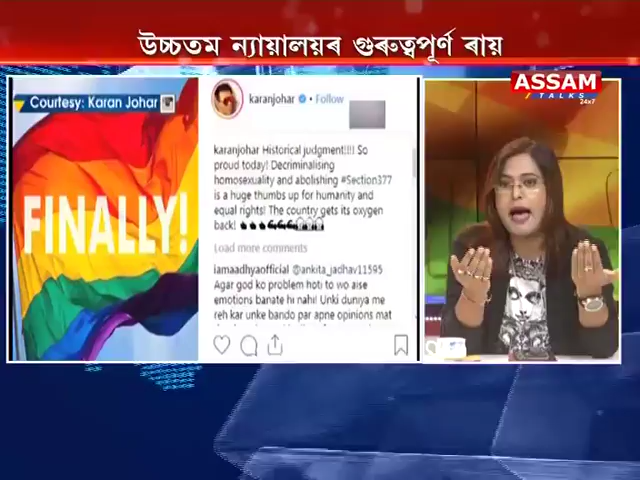 উচ্চতম ন্যায়ালয়ৰ গুৰুত্বপূৰ্ণ ৰায়
Courtesy: Karan Johar
FINALLY!
karanjohar • Follow
karanjohar Historical judgment!!!! So
proud today! Decriminalising
homosexuality and abolishing #Section377
is a huge thumbs up for humanity and
equal rights! The country gets its oxygen
back!
Load more comments
iamaadhyaofficial @ankita_jadhav11595
Agar god ko problem hoti to wo aise
emotions banate hi nahi! Unki duniya me
reh kar unke bando par apne opinions mat
ASSAM
TALKS
24x7